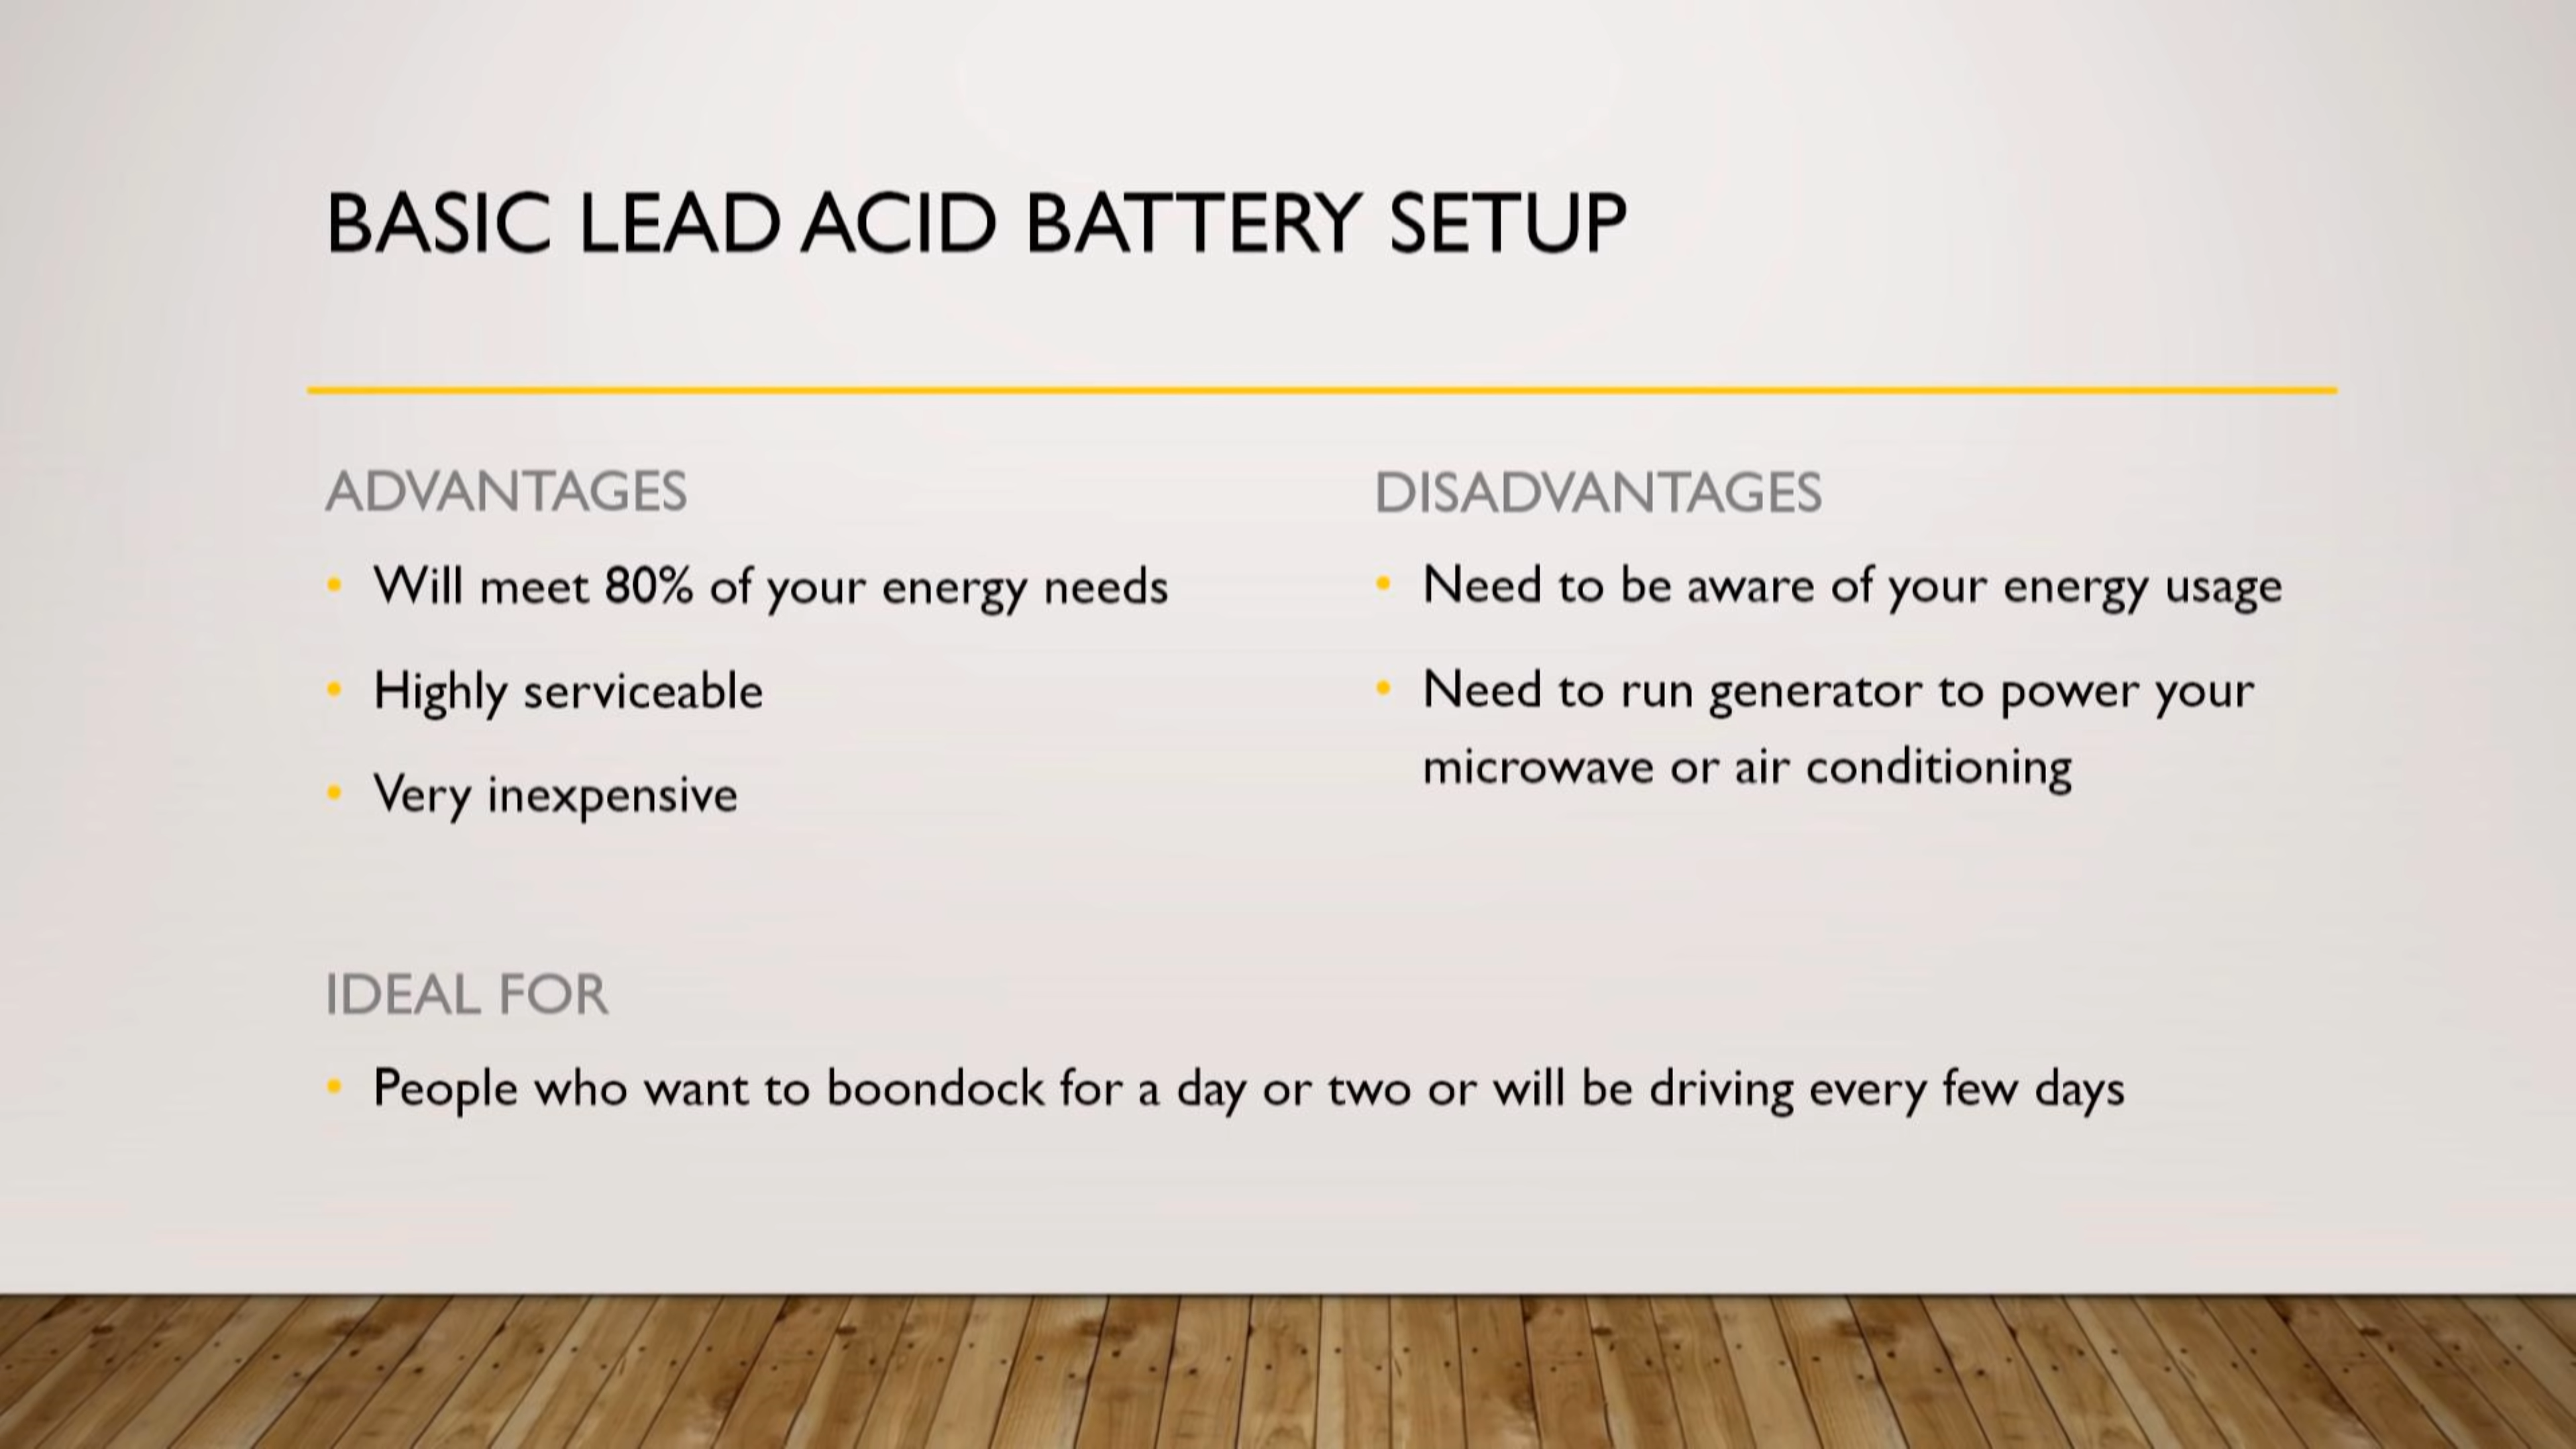 BASIC LEAD ACID BATTERY SETUP
ADVANTAGES
• Will meet 80% of your energy needs
• Highly serviceable
• Very inexpensive
DISADVANTAGES
• Need to be aware of your energy usage
• Need to run generator to power your
microwave or air conditioning
IDEAL FOR
• People who want to boondock for a day or two or will be driving every few days